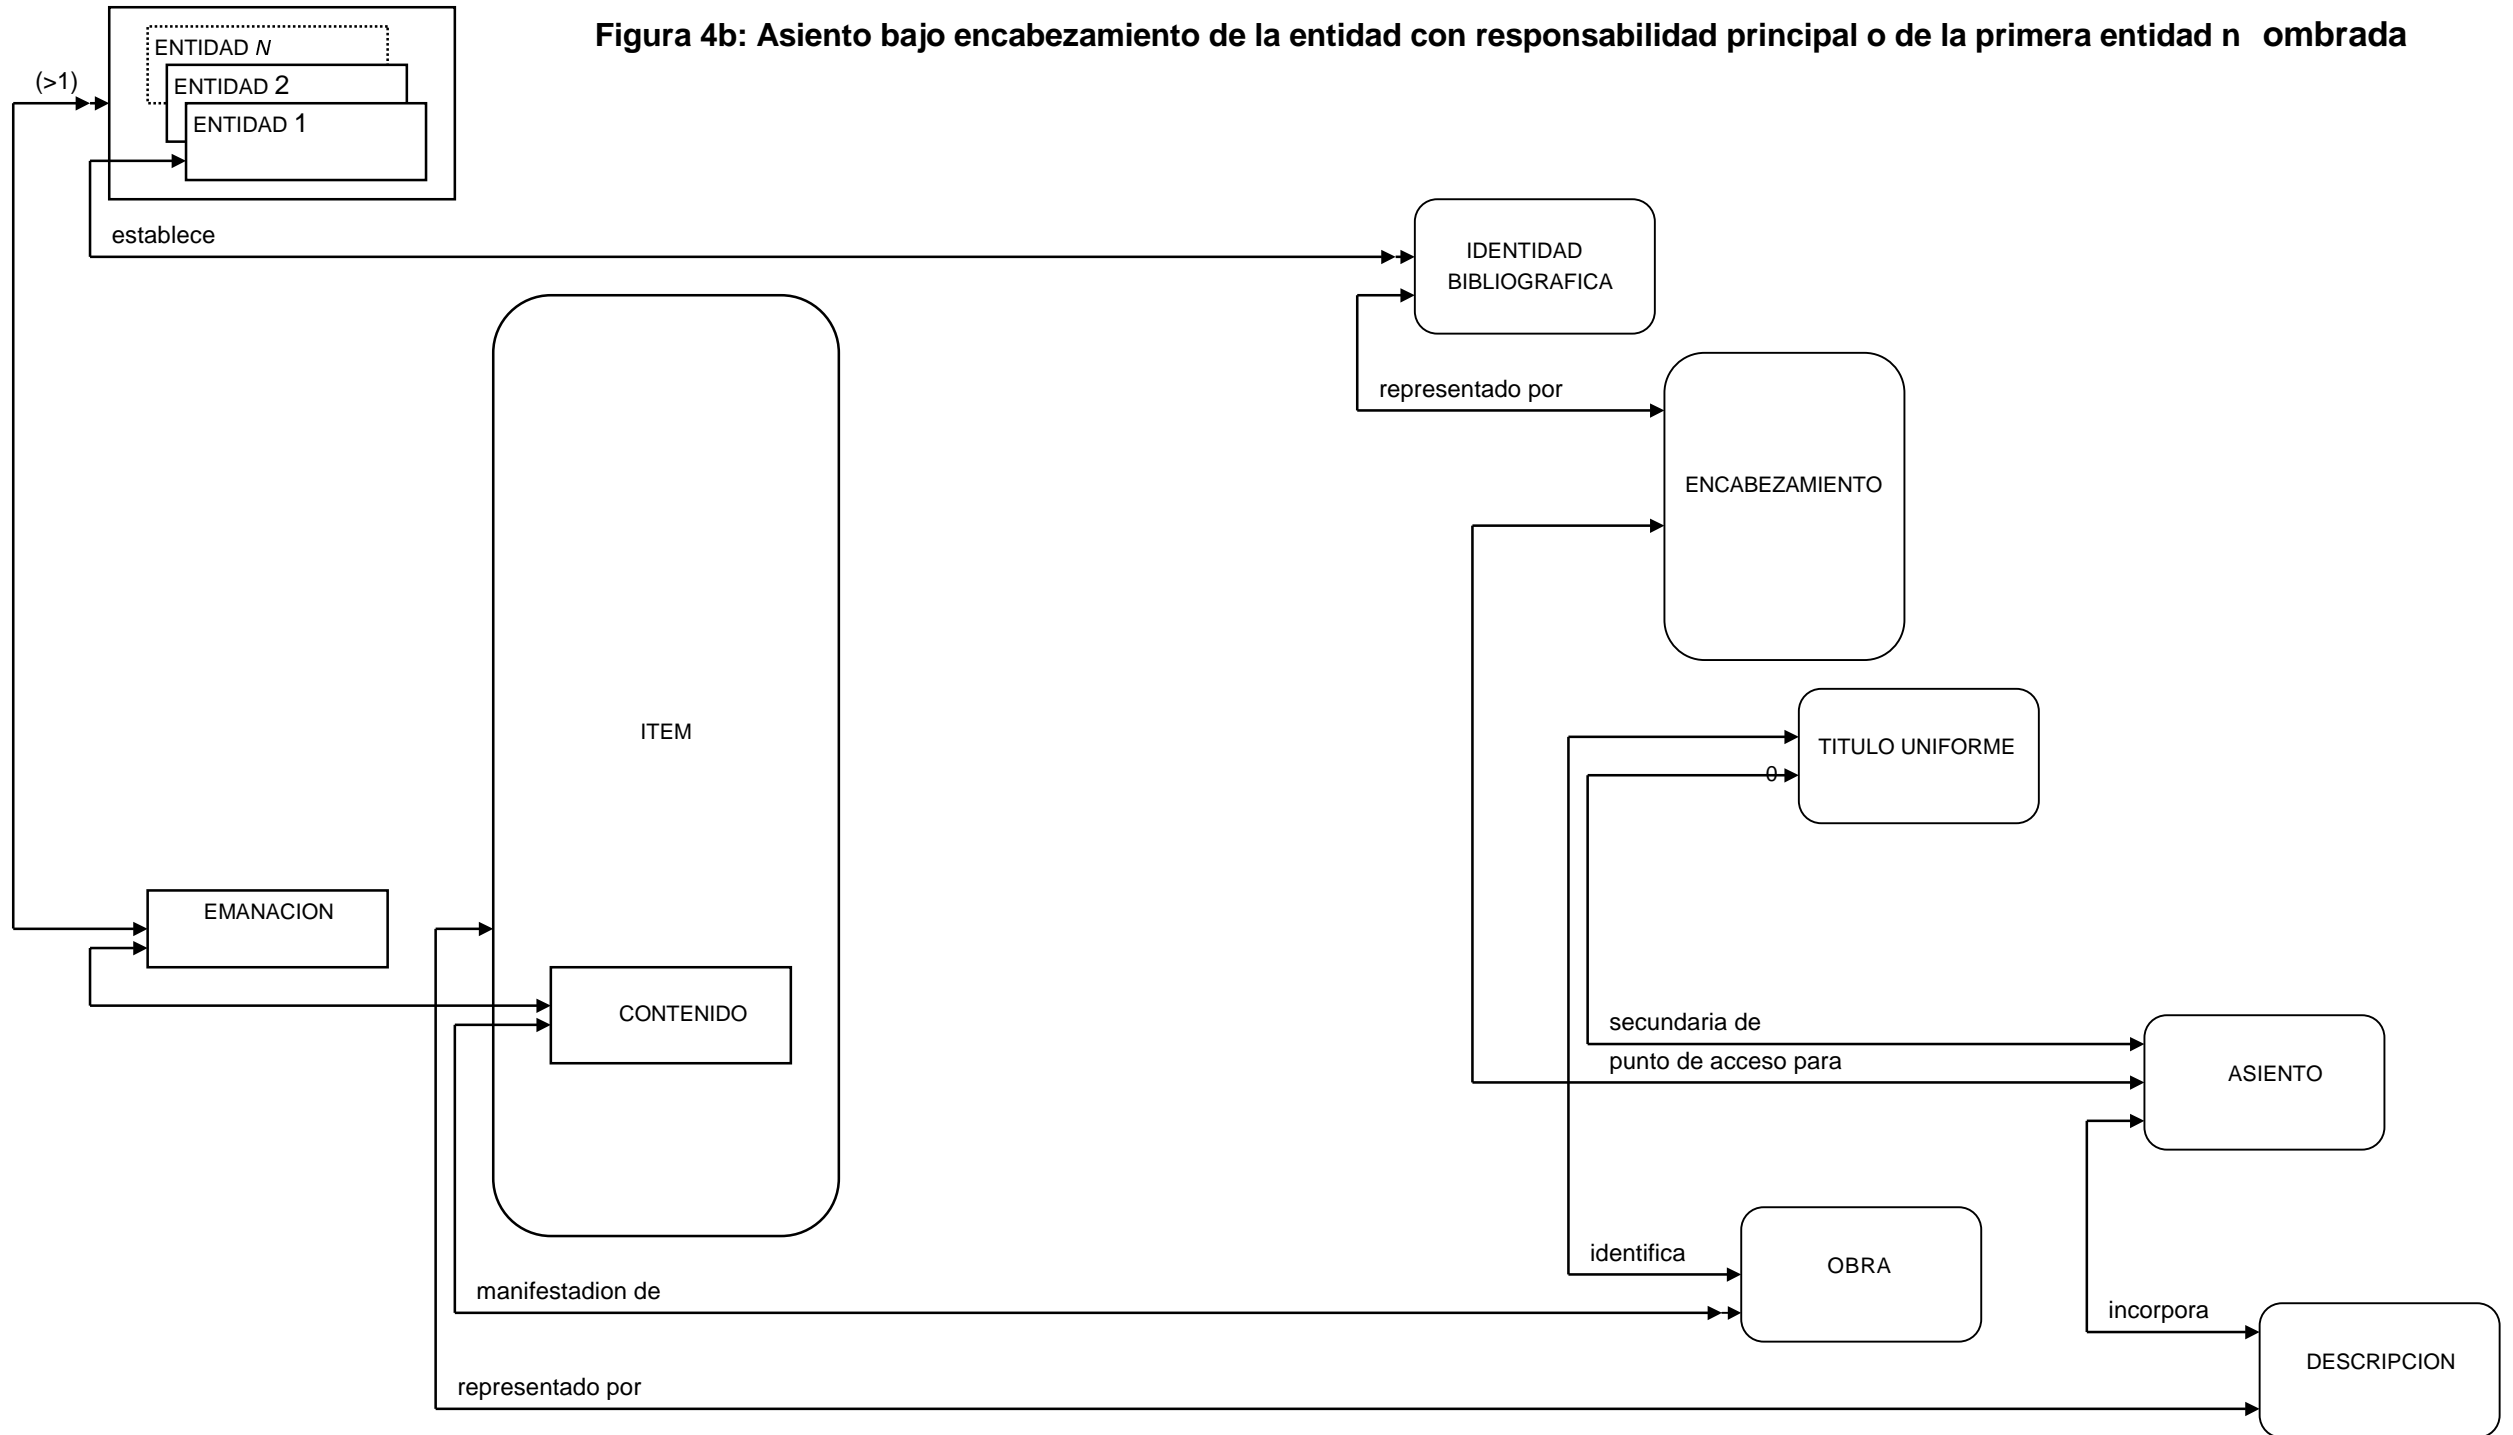 Figura 4b: Asiento bajo encabezamiento de la entidad con responsabilidad principal o de la primera entidad n ombrada
ENTIDAD N
(>1)
ENTIDAD 2
ENTIDAD 1
establece
IDENTIDAD
BIBLIOGRAFICA
representado por
ENCABEZAMIENTO
ITEM
TITULO UNIFORME
0
EMANACION
CONTENIDO
secundaria de
punto de acceso para
ASIENTO
identifica
OBRA
manifestadion de
incorpora
DESCRIPCION
representado por